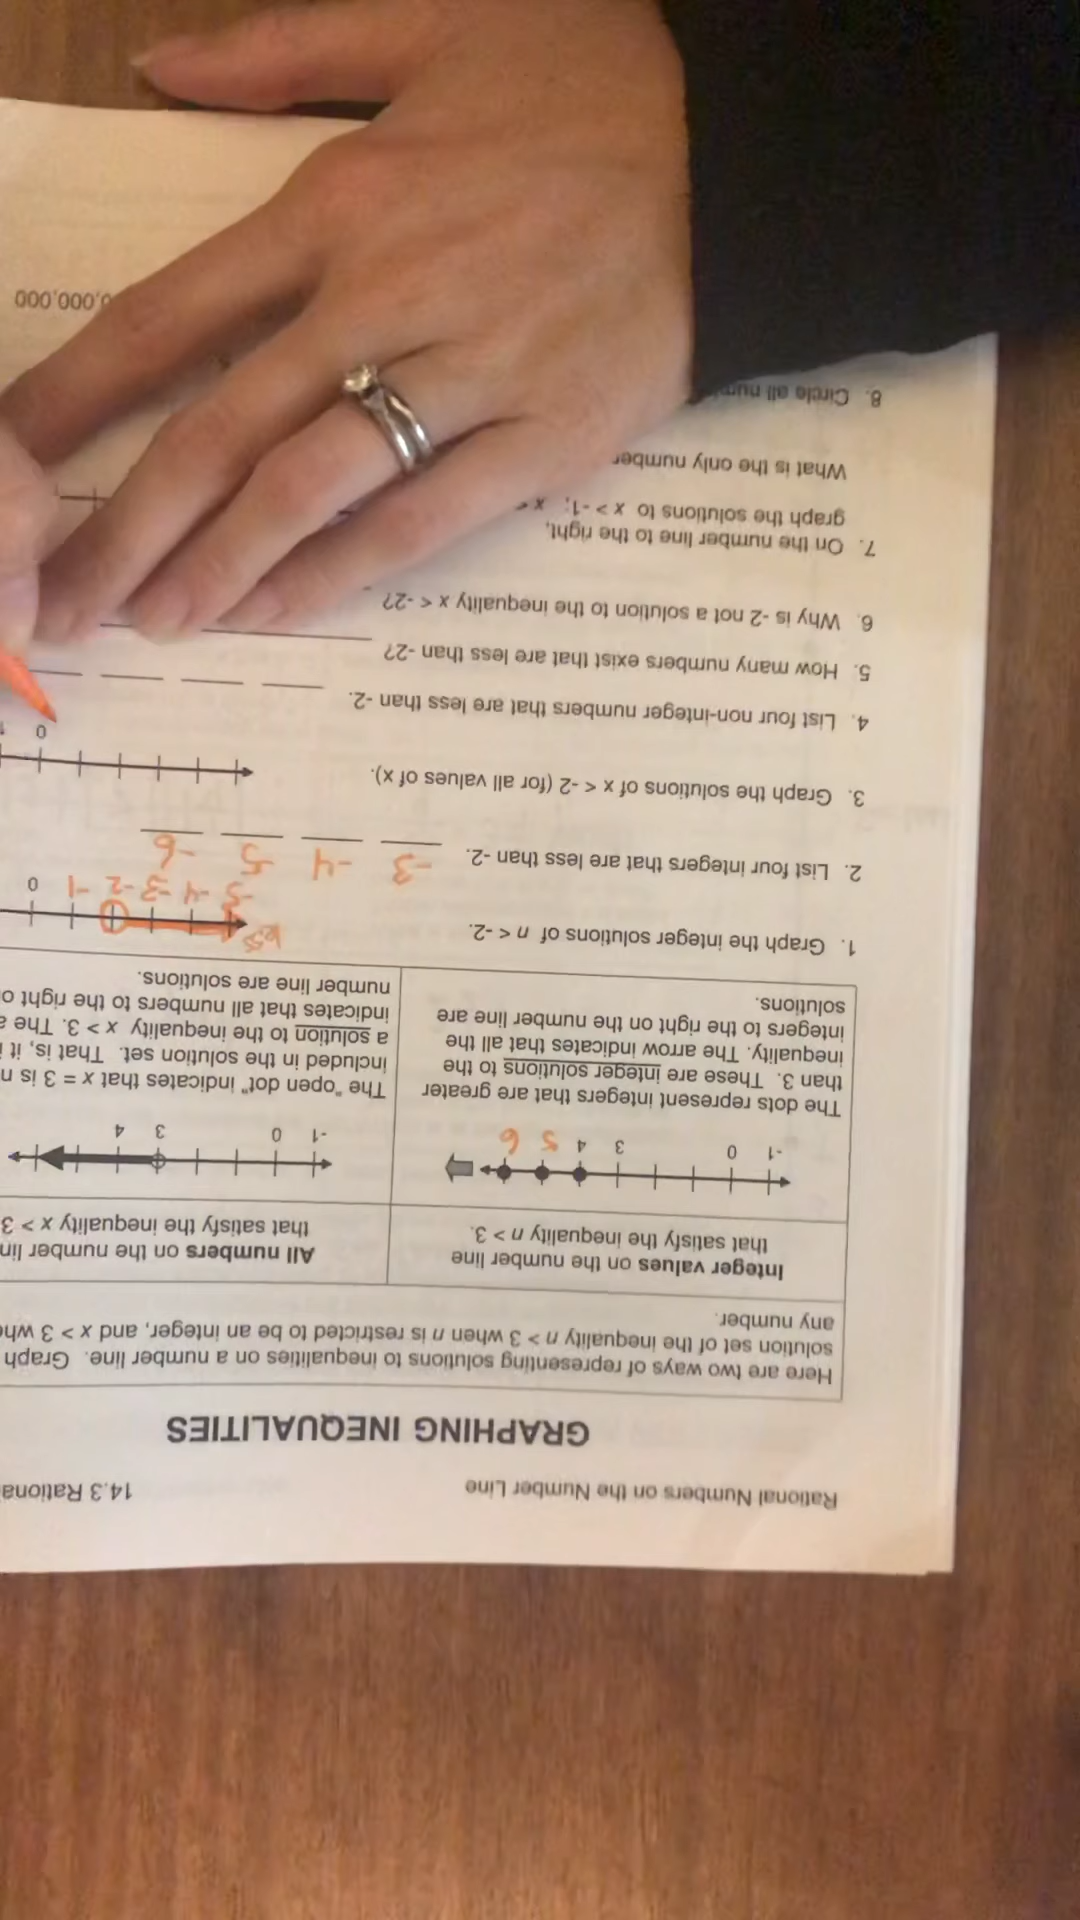 Rational Numbers on the Number Line 14.3 Rational
GRAPHING INEQUALITIES
Here are two ways of representing solutions to inequalities on a number line. Graph
solution set of the inequality n > 3 when n is restricted to be an integer, and x > 3
any number.
Integer values on the number line
that satisfy the inequality n > 3.
All numbers on the number
that satisfy the inequality x > 3
-1 0 3 4 5 6
-1 0 3 4
The dots represent integers that are greater
than 3. These are integer solutions to the
inequality. The arrow indicates that all the
integers to the right on the number line are
solutions.
The "open dot" indicates that x = 3 is
included in the solution set. That is, it
a solution to the inequality x > 3. The
indicates that all numbers to the right
number line are solutions.
1. Graph the integer solutions of n < -2.
-5 -4 -3 -2 -1 0
2. List four integers that are less than -2. -3 -4 -5 -6
3. Graph the solutions of x < -2 (for all values of x).
0
4. List four non-integer numbers that are less than -2.
5. How many numbers exist that are less than -2?
6. Why is -2 not a solution to the inequality x < -2?
7. On the number line to the right,
graph the solutions to x > -1; x <
What is the only number
8. Circle all
0,000,000